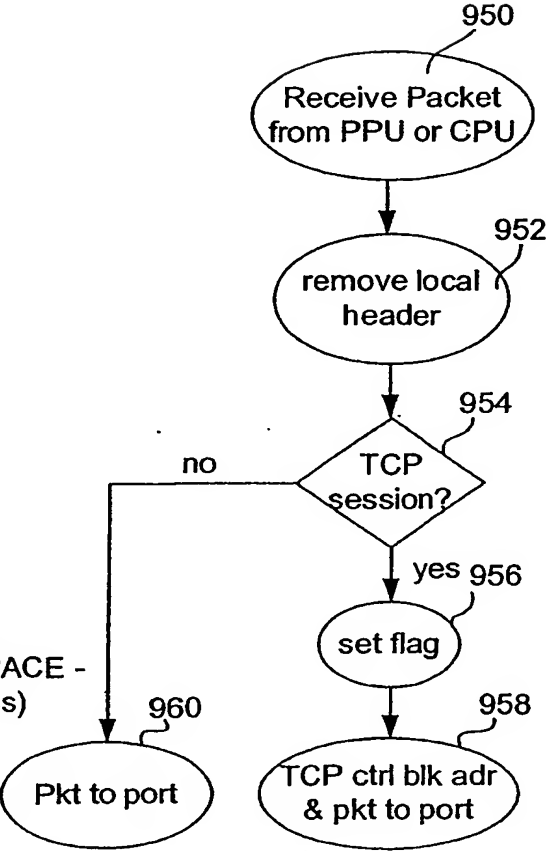 950
Receive Packet
from PPU or CPU
952
remove local
header
954
TCP
session?
no
yes
956
set flag
ACE -
s)
960
958
Pkt to port
TCP ctrl blk adr
& pkt to port